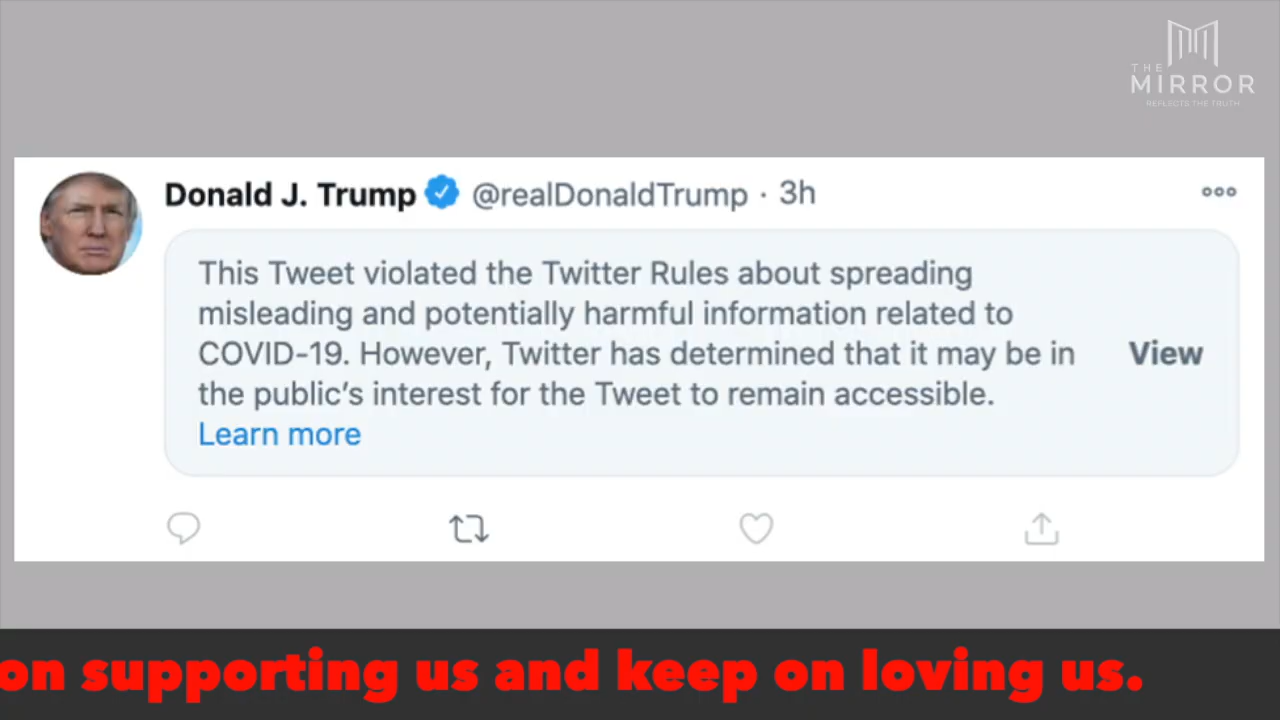 THE
MIRROR
REFLECTS THE TRUTH
Donald J. Trump @realDonaldTrump · 3h
This Tweet violated the Twitter Rules about spreading
misleading and potentially harmful information related to
COVID-19. However, Twitter has determined that it may be in
the public’s interest for the Tweet to remain accessible.
Learn more
View
on supporting us and keep on loving us.